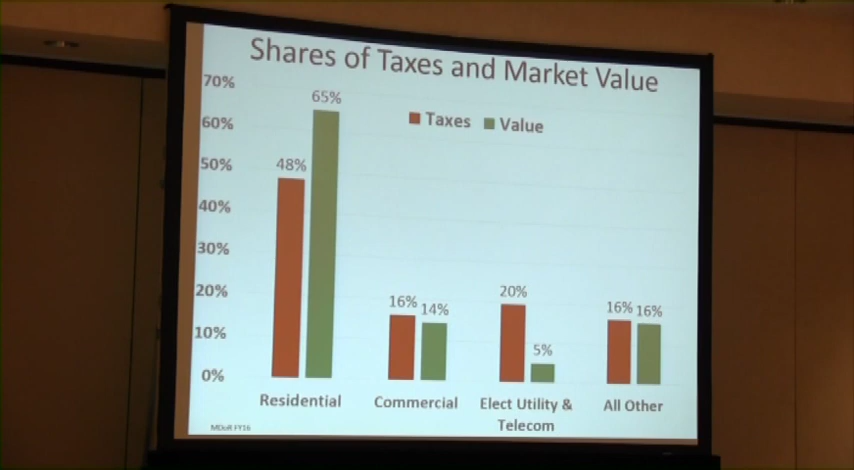 Shares of Taxes and Market Value
70%
60%
50%
40%
30%
20%
10%
0%
Taxes Value
48% 65%
16% 14%
20% 5%
16% 16%
Residential
Commercial
Elect Utility &
Telecom
All Other
MDoR FY16